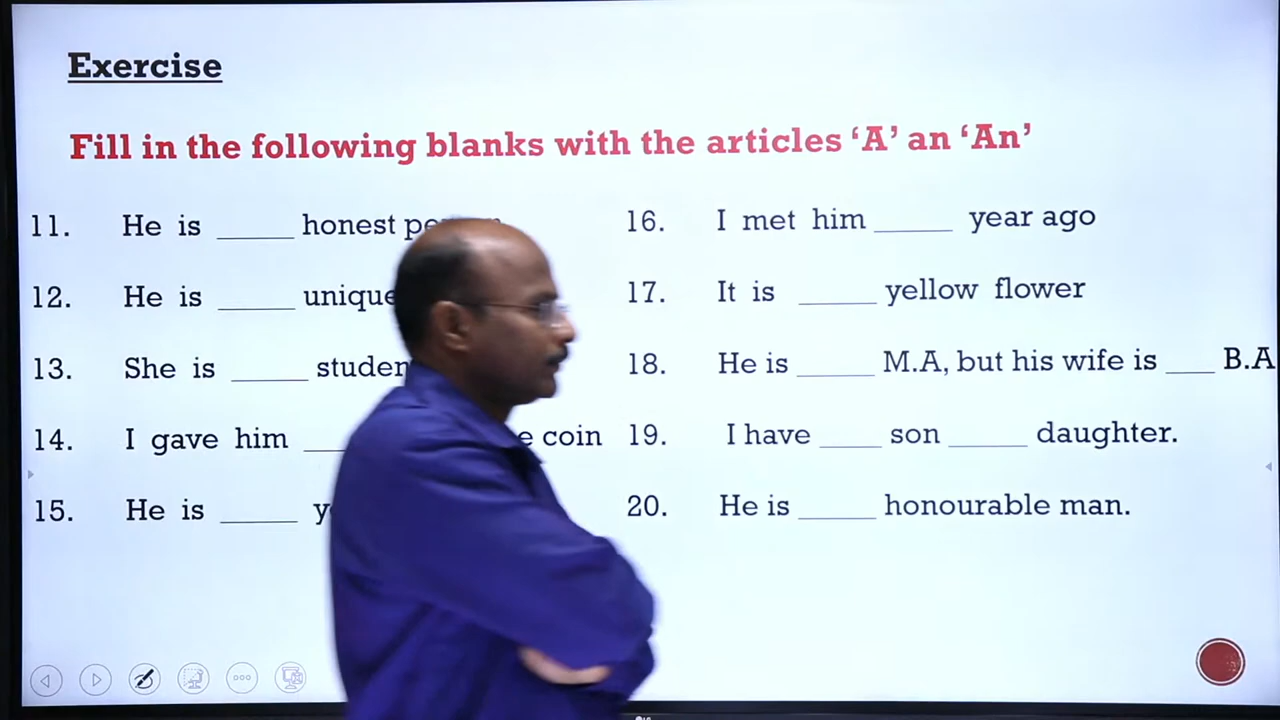 Exercise
Fill in the following blanks with the articles ‘A’ an ‘An’
11. He is _____ honest
12. He is _____ unique
13. She is _____
14. I gave him coin
15. He is _____
16. I met him _____ year ago
17. It is _____ yellow flower
18. He is _____ M.A, but his wife is ___ B.A
19. I have ____ son _____ daughter.
20. He is _____ honourable man.